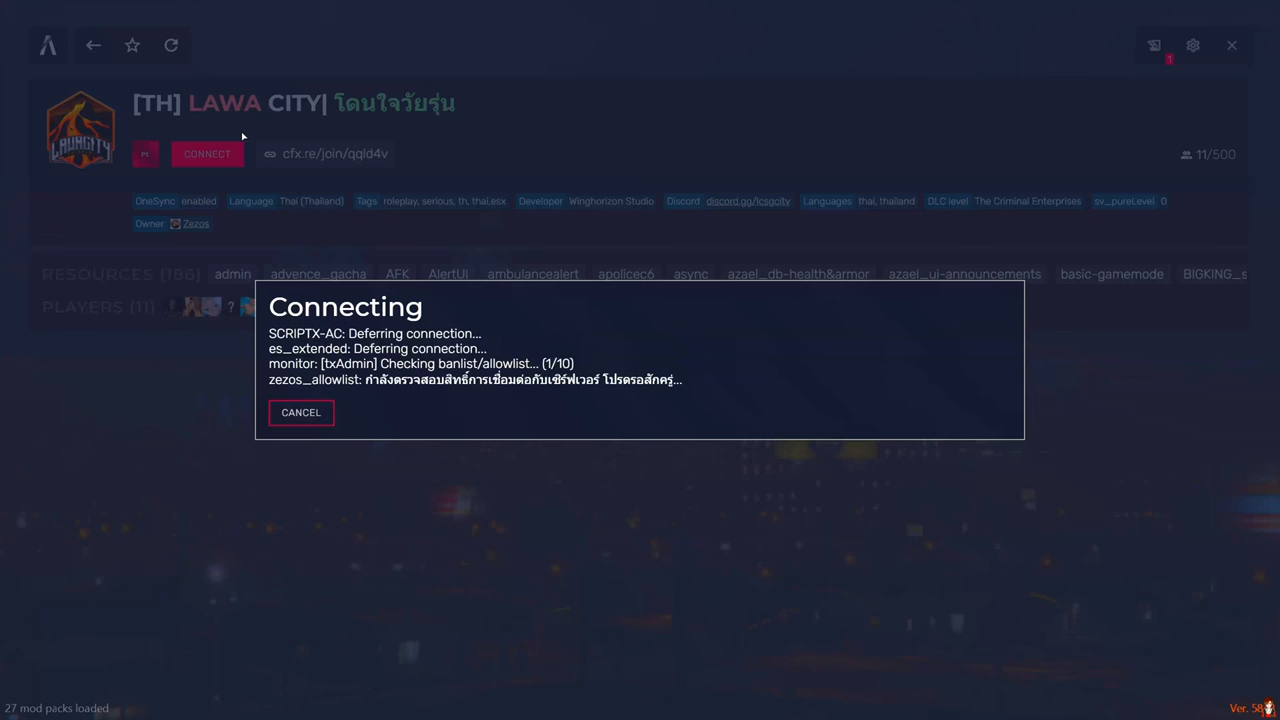 1
[TH] LAWA CITY| โดนใจวัยรุ่น
LAVACITY
P1
CONNECT
cfx.re/join/qqld4v
11/500
OneSync enabled Language Thai (Thailand) Tags roleplay, serious, th, thai,esx Developer Winghorizon Studio Discord discord.gg/lcsgcity Languages thai, thailand DLC level The Criminal Enterprises sv_pureLevel 0
Owner Zezos
RESOURCES (186) admin advence_gacha AFK AlertUI ambulancealert apolicec6 async azael_db-health&armor azael_ui-announcements basic-gamemode BIGKING_s
PLAYERS (11) ?
Connecting
SCRIPTX-AC: Deferring connection...
es_extended: Deferring connection...
monitor: [txAdmin] Checking banlist/allowlist... (1/10)
zezos_allowlist: กำลังตรวจสอบสิทธิ์การเชื่อมต่อกับเซิร์ฟเวอร์ โปรดรอสักครู่...
CANCEL
27 mod packs loaded
Ver. 58